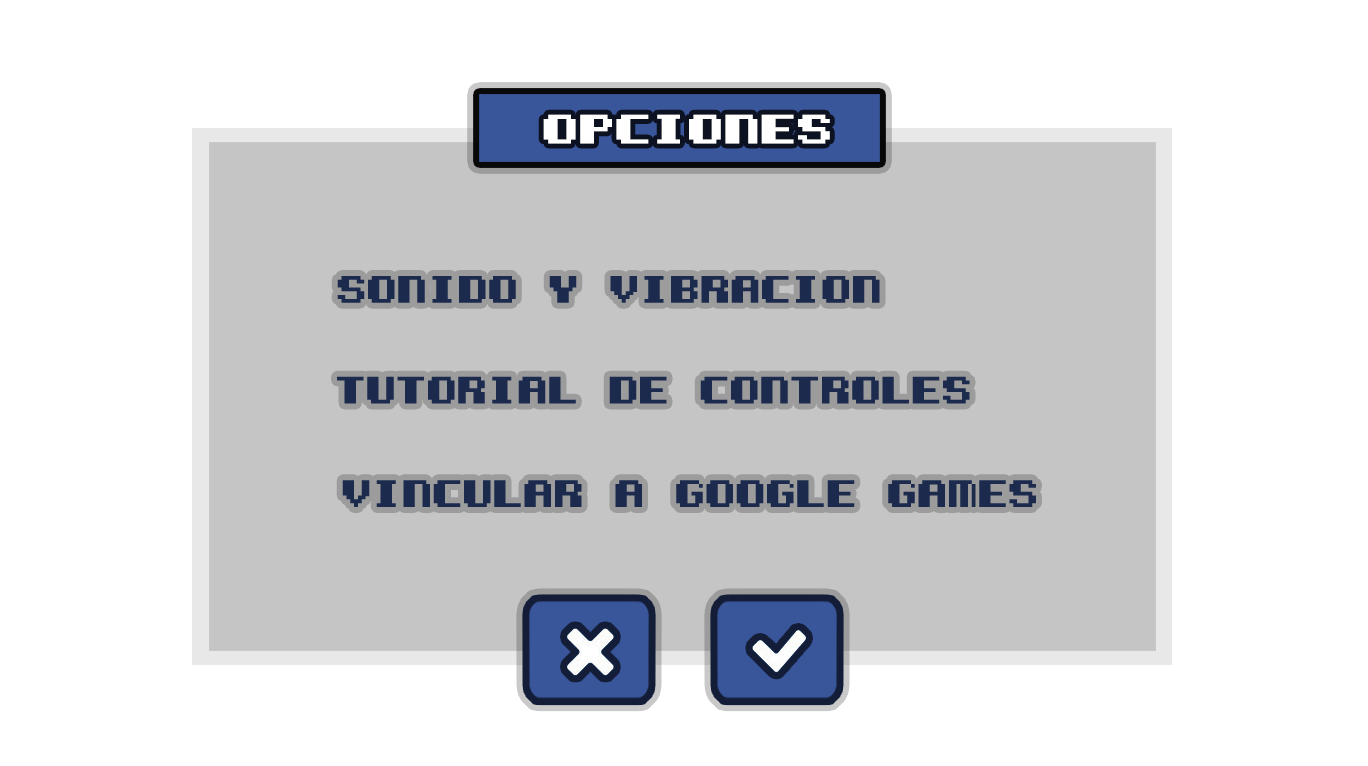 OPCIONES
SONIDO Y VIBRACION
TUTORIAL DE CONTROLES
VINCULAR A GOOGLE GAMES